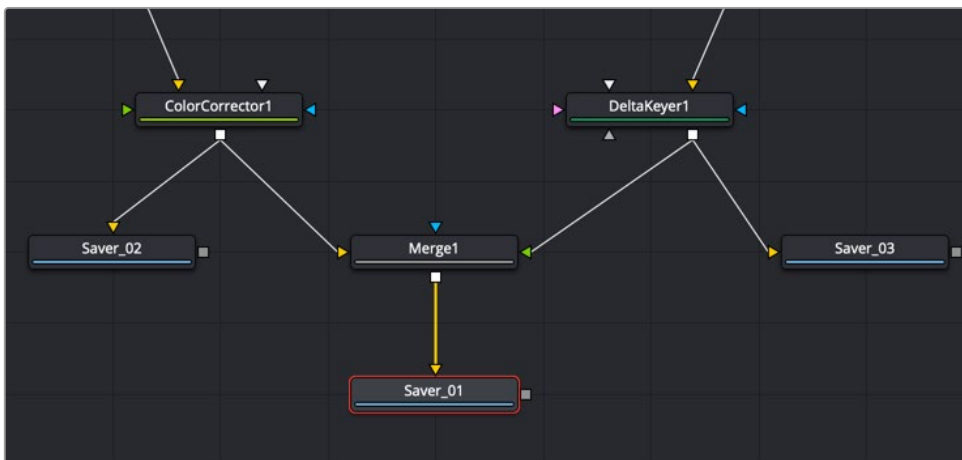 ColorCorrector1
DeltaKeyer1
Saver_02
Merge1
Saver_03
Saver_01